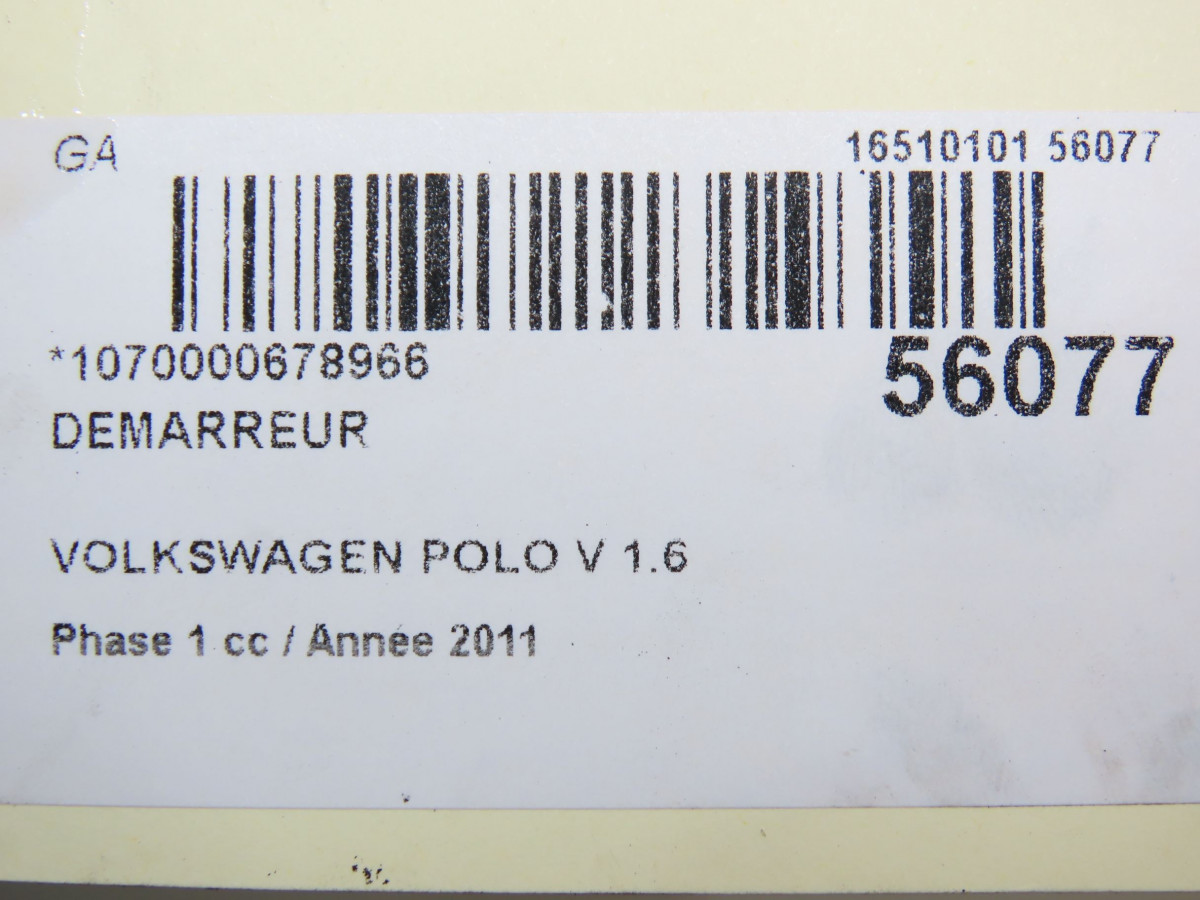 GA
16510101 56077
*1070000678966
56077
DEMARREUR
VOLKSWAGEN POLO V 1.6
Phase 1 cc / Année 2011